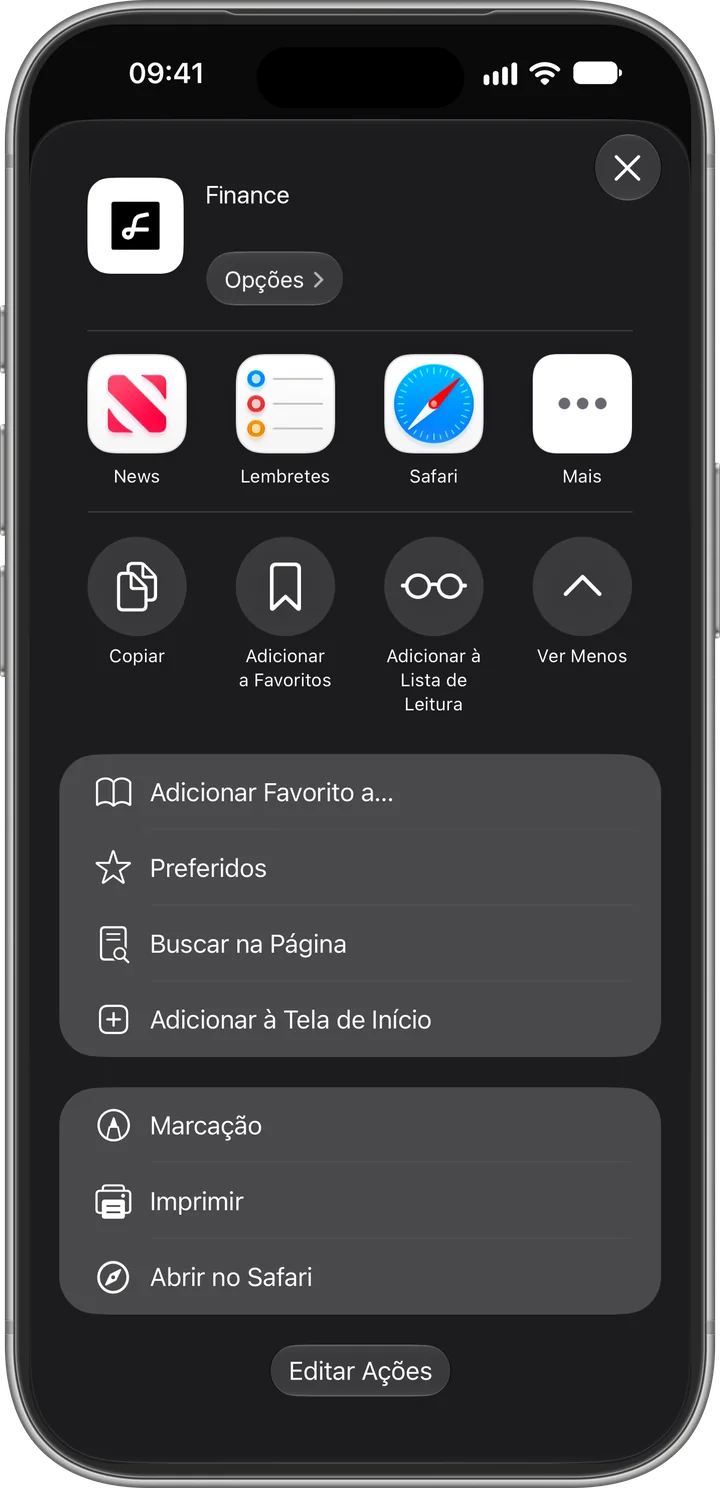 09:41
Finance
Opções
News
Lembretes
Safari
Mais
Copiar
Adicionar
a Favoritos
Adicionar à
Lista de
Leitura
Ver Menos
Adicionar Favorito a...
Preferidos
Buscar na Página
Adicionar à Tela de Início
Marcação
Imprimir
Abrir no Safari
Editar Ações